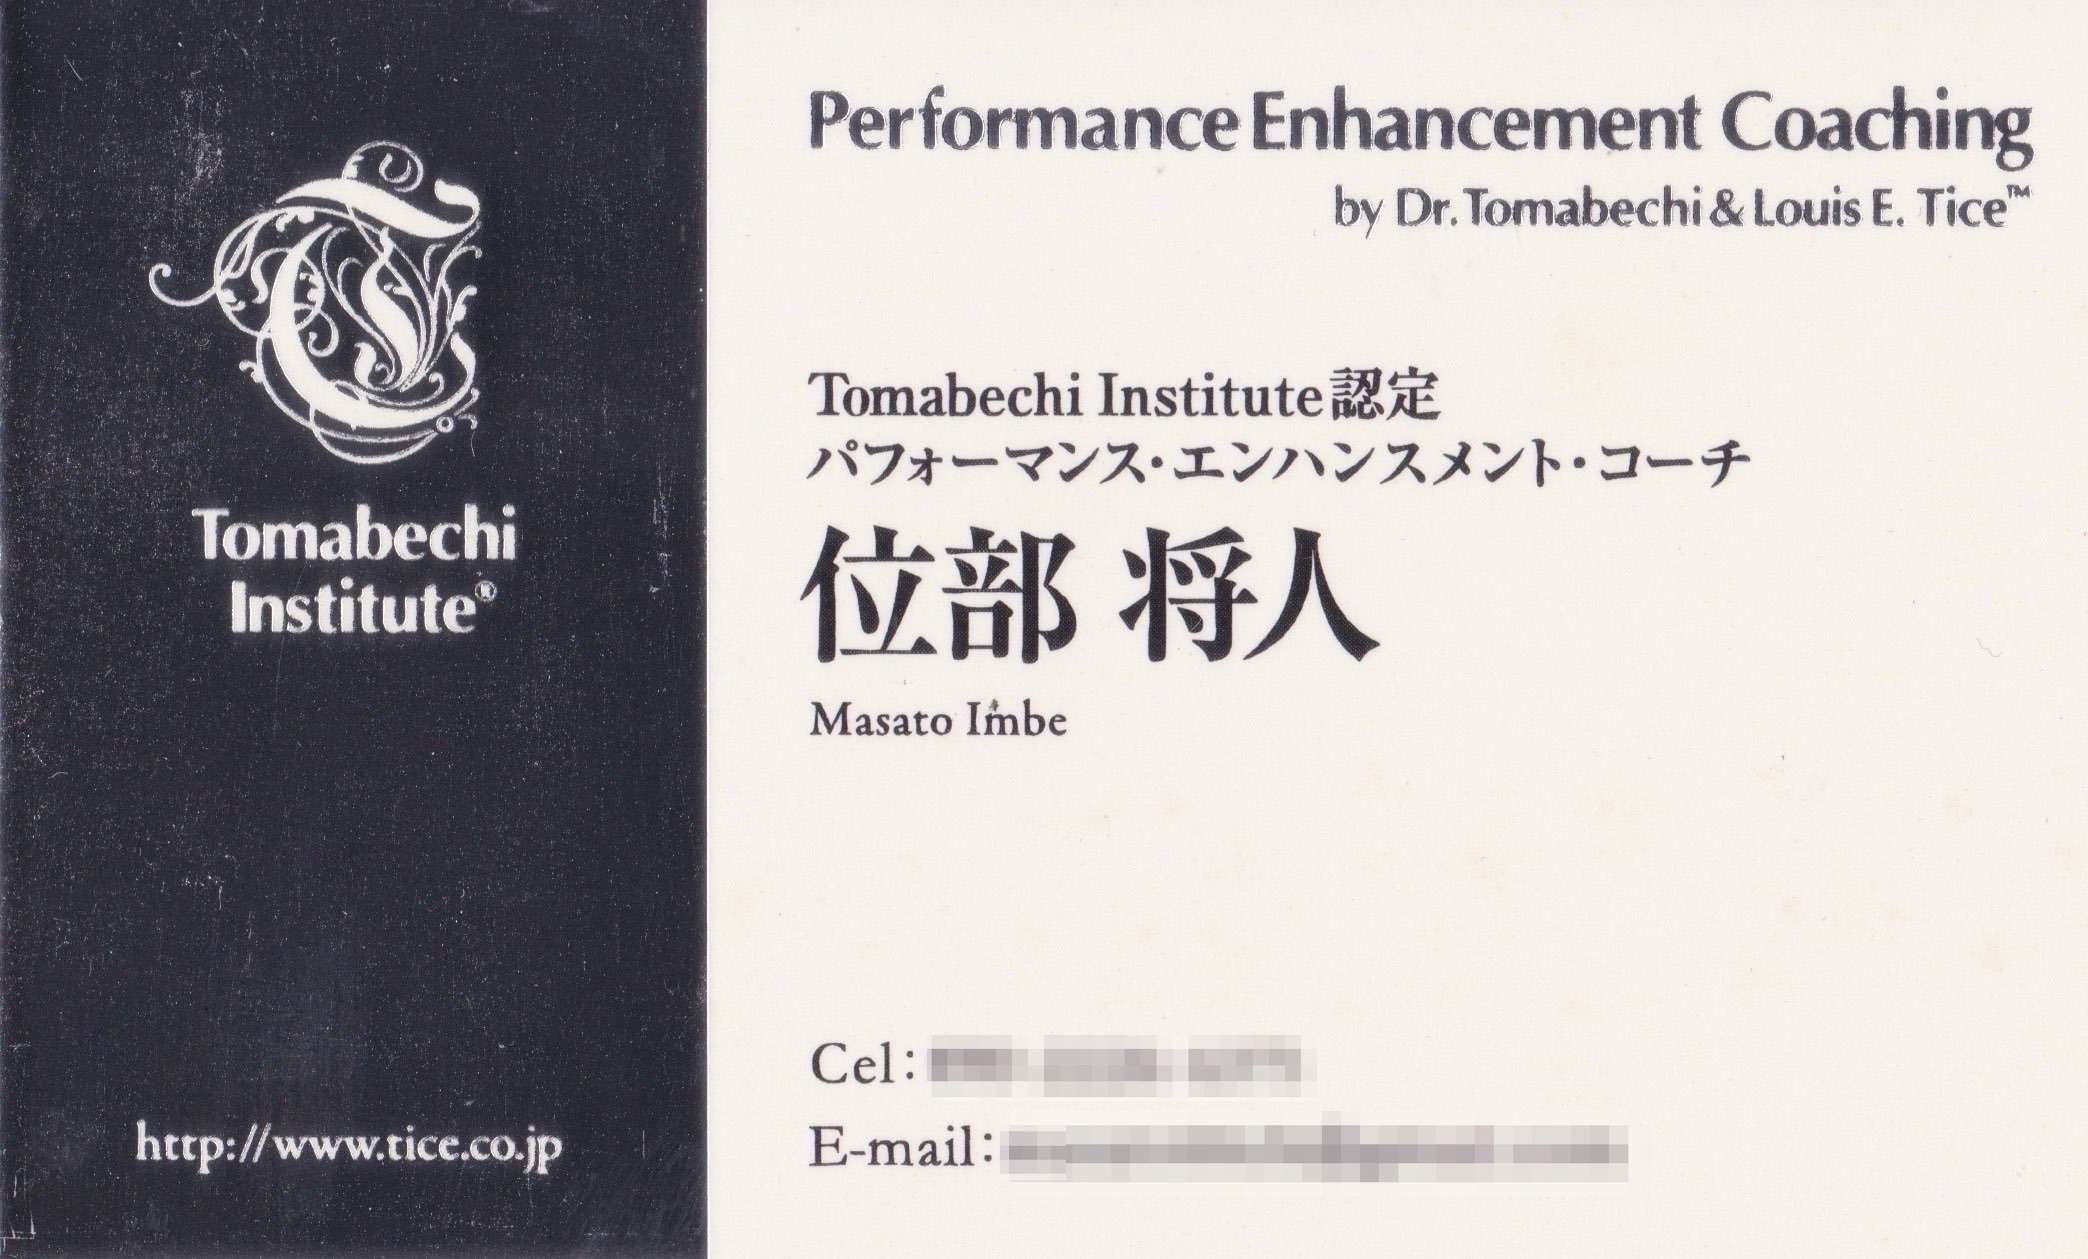 Tomabechi
Institute®
http://www.tice.co.jp
Performance Enhancement Coaching
by Dr. Tomabechi & Louis E. Tice™
Tomabechi Institute認定
パフォーマンス・エンハンスメント・コーチ
位部 将人
Masato Imbe
Cel:
E-mail: